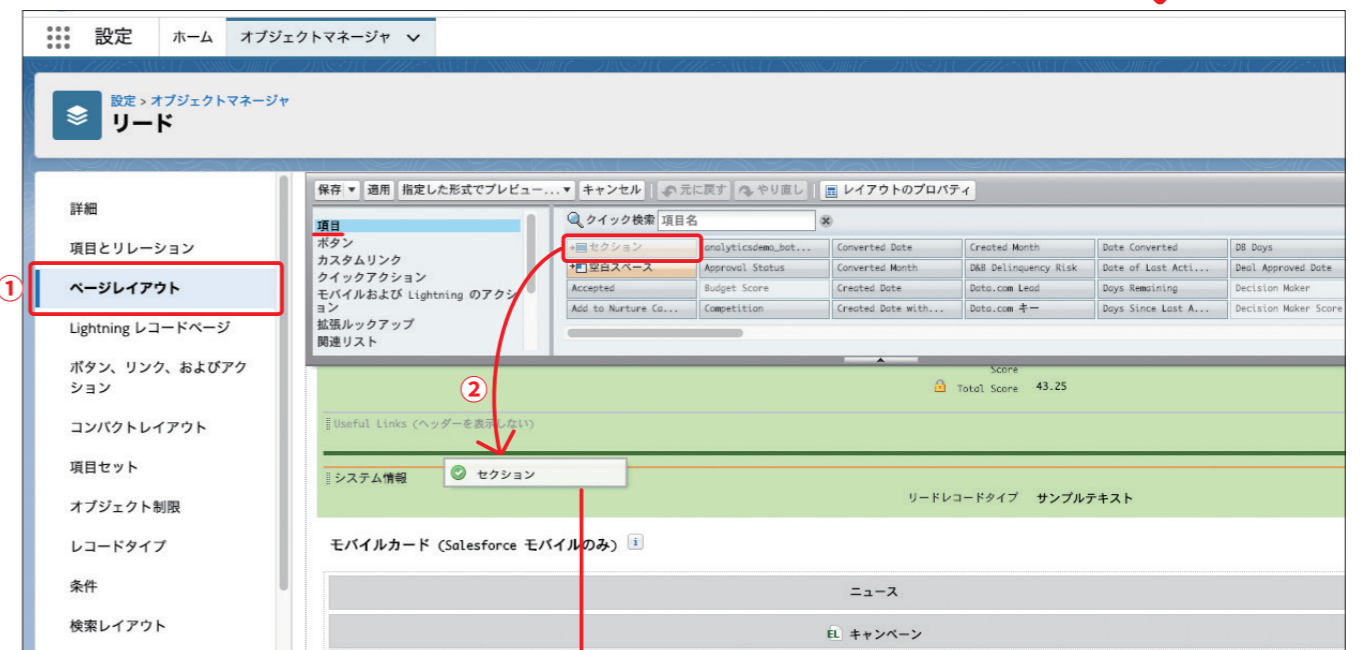 設定 ホーム オブジェクトマネージャ
設定 > オブジェクトマネージャ
リード
①
詳細
項目とリレーション
ページレイアウト
Lightning レコードページ
ボタン、リンク、およびアク
ション
コンパクトレイアウト
項目セット
オブジェクト制限
レコードタイプ
条件
検索レイアウト
保存 適用 指定した形式でプレビュー... キャンセル 元に戻す やり直し レイアウトのプロパティ
項目
ボタン
カスタムリンク
クイックアクション
モバイルおよび Lightning のアクシ
ョン
拡張ルックアップ
関連リスト
クイック検索 項目名
セクション analyticsdemo_bat... Converted Date Created Month Date Converted DB Days
空白スペース Approval Status Converted Month D&B Delinquency Risk Date of Last Acti... Deal Approved Date
Accepted Budget Score Created Date Data.com Lead Days Remaining Decision Maker
Add to Nurture Ca... Competition Created Date with... Data.com キー Days Since Last A... Decision Maker Score
②
Score
Total Score 43.25
Useful Links (ヘッダーを表示しない)
システム情報
セクション
リードレコードタイプ サンプルテキスト
モバイルカード (Salesforce モバイルのみ) i
ニュース
EL キャンペーン